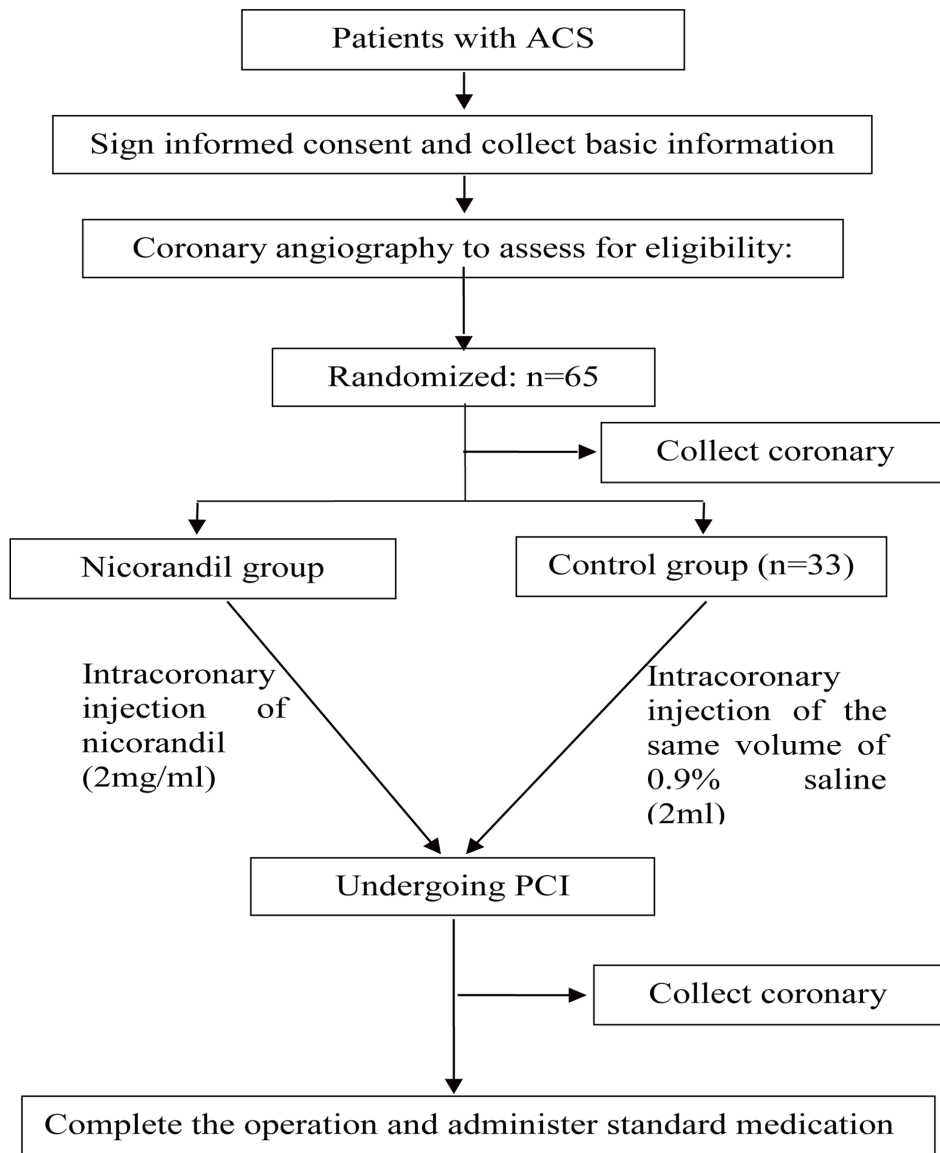 Patients with ACS
Sign informed consent and collect basic information
Coronary angiography to assess for eligibility:
Randomized: n=65
Collect coronary
Nicorandil group
Control group (n=33)
Intracoronary
injection of
nicorandil
(2mg/ml)
Intracoronary
injection of the
same volume of
0.9% saline
(2ml)
Undergoing PCI
Collect coronary
Complete the operation and administer standard medication